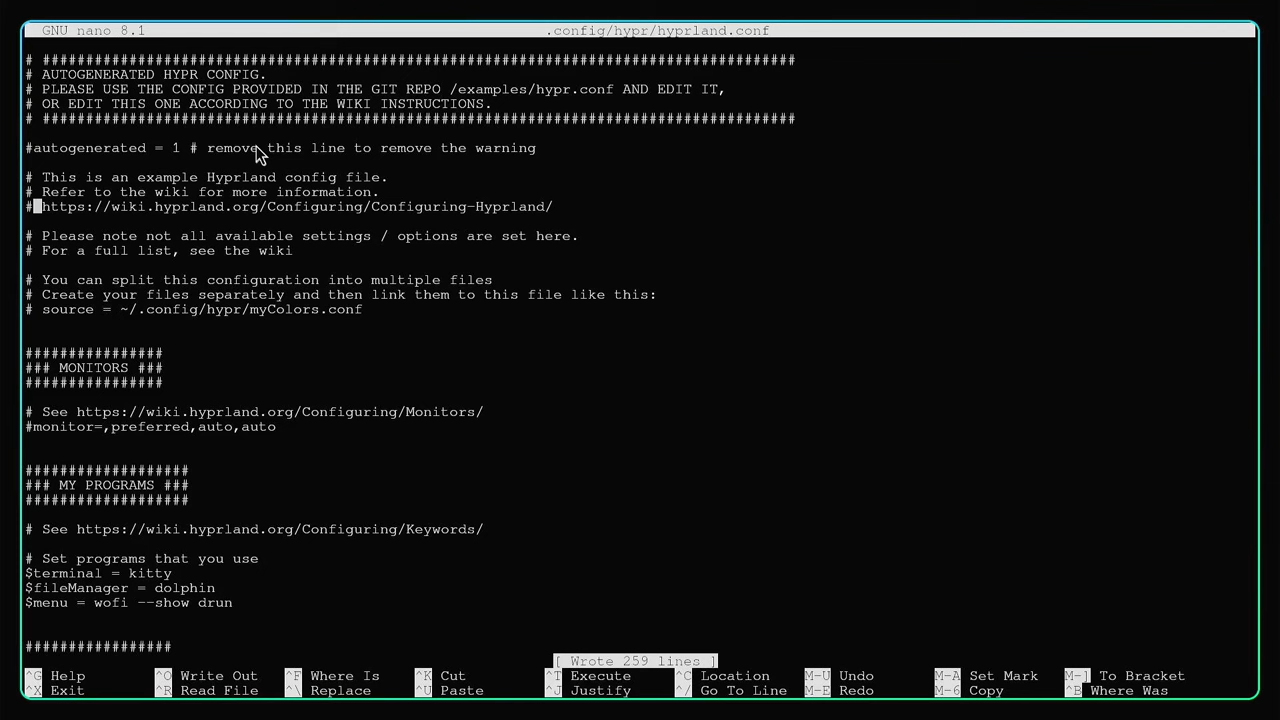 GNU nano 8.1 .config/hypr/hyprland.conf
# #######################################################################################
# AUTOGENERATED HYPR CONFIG.
# PLEASE USE THE CONFIG PROVIDED IN THE GIT REPO /examples/hypr.conf AND EDIT IT,
# OR EDIT THIS ONE ACCORDING TO THE WIKI INSTRUCTIONS.
# #######################################################################################
#autogenerated = 1 # remove this line to remove the warning
# This is an example Hyprland config file.
# Refer to the wiki for more information.
# https://wiki.hyprland.org/Configuring/Configuring-Hyprland/
# Please note not all available settings / options are set here.
# For a full list, see the wiki
# You can split this configuration into multiple files
# Create your files separately and then link them to this file like this:
# source = ~/.config/hypr/myColors.conf
################
### MONITORS ###
################
# See https://wiki.hyprland.org/Configuring/Monitors/
#monitor=,preferred,auto,auto
###################
### MY PROGRAMS ###
###################
# See https://wiki.hyprland.org/Configuring/Keywords/
# Set programs that you use
$terminal = kitty
$fileManager = dolphin
$menu = wofi --show drun
#################
[ Wrote 259 lines ]
^G Help ^O Write Out ^F Where Is ^K Cut ^T Execute ^C Location M-U Undo M-A Set Mark M-] To Bracket
^X Exit ^R Read File ^\ Replace ^U Paste ^J Justify ^/ Go To Line M-E Redo M-6 Copy ^B Where Was